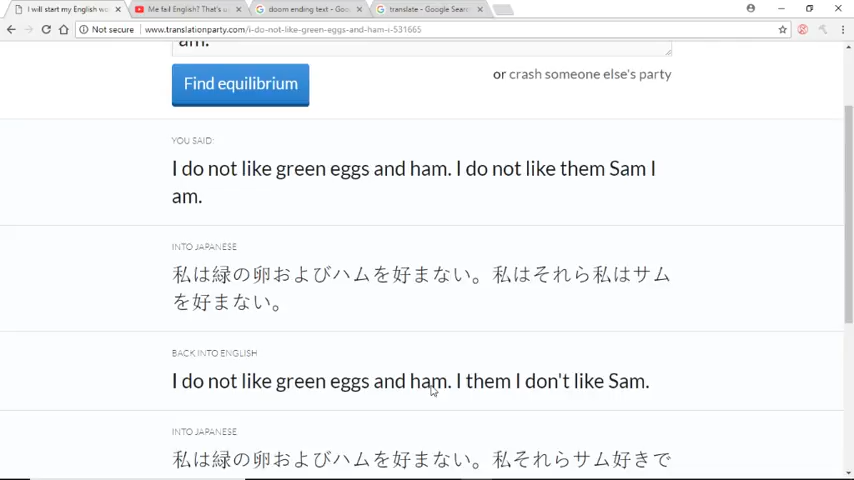 I will start my English wo
Me fail English? That's u
doom ending text - Goo
translate - Google Search
Not secure | www.translationparty.com/i-do-not-like-green-eggs-and-ham-i-531665
am.
Find equilibrium
or crash someone else's party
YOU SAID:
I do not like green eggs and ham. I do not like them Sam I
am.
INTO JAPANESE
私は緑の卵およびハムを好まない。私はそれら私はサム
を好まない。
BACK INTO ENGLISH
I do not like green eggs and ham. I them I don't like Sam.
INTO JAPANESE
私は緑の卵およびハムを好まない。私それらサム好きで